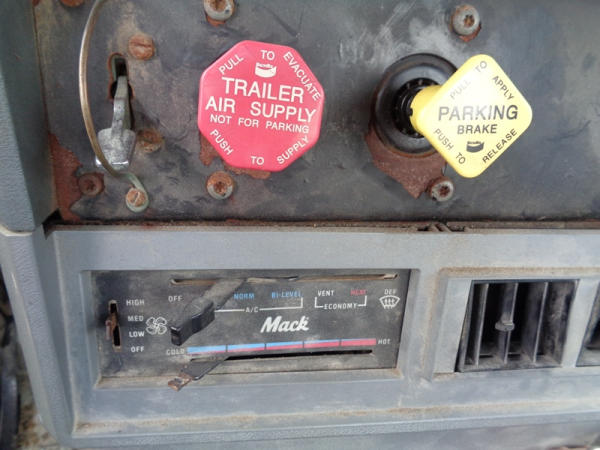 PULL TO EVACUATE
TRAILER
AIR SUPPLY
NOT FOR PARKING
PUSH TO SUPPLY
PULL TO APPLY
PARKING
BRAKE
PUSH TO RELEASE
HIGH
MED
LOW
OFF
OFF NORM BI-LEVEL VENT HEAT DEF
A/C ECONOMY
Mack
COLD HOT